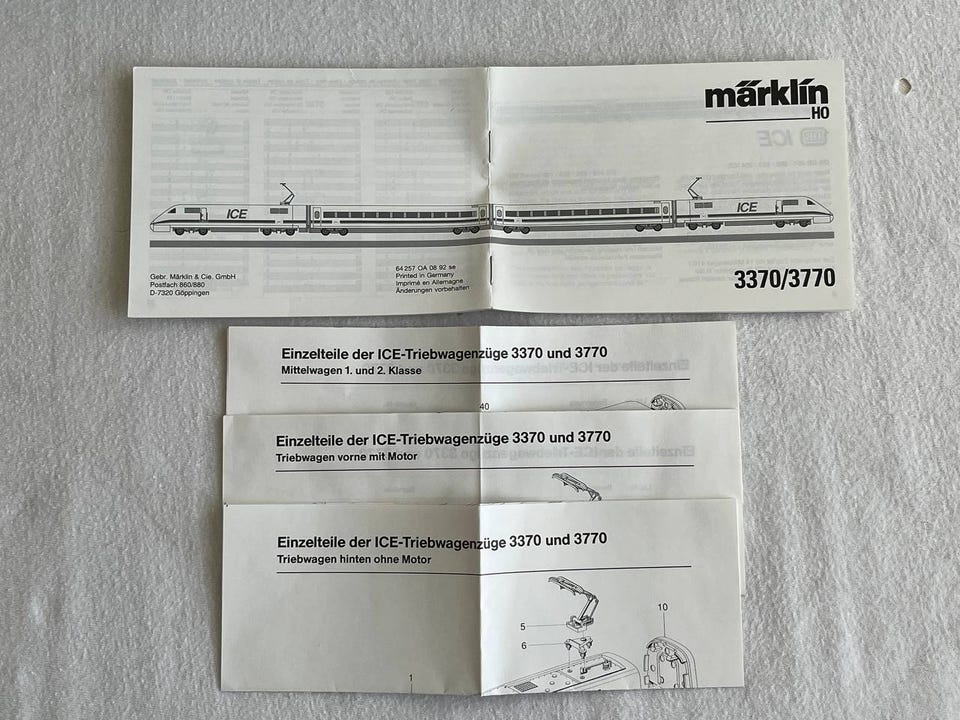 märklin
H0
ICE
ICE
3370/3770
Gebr. Märklin & Cie. GmbH
Postfach 860/880
D-7320 Göppingen
64 257 OA 08 92 se
Printed in Germany
Imprimé en Allemagne
Änderungen vorbehalten
Einzelteile der ICE-Triebwagenzüge 3370 und 3770
Mittelwagen 1. und 2. Klasse
40
Einzelteile der ICE-Triebwagenzüge 3370 und 3770
Triebwagen vorne mit Motor
Einzelteile der ICE-Triebwagenzüge 3370 und 3770
Triebwagen hinten ohne Motor
5
6
10
1